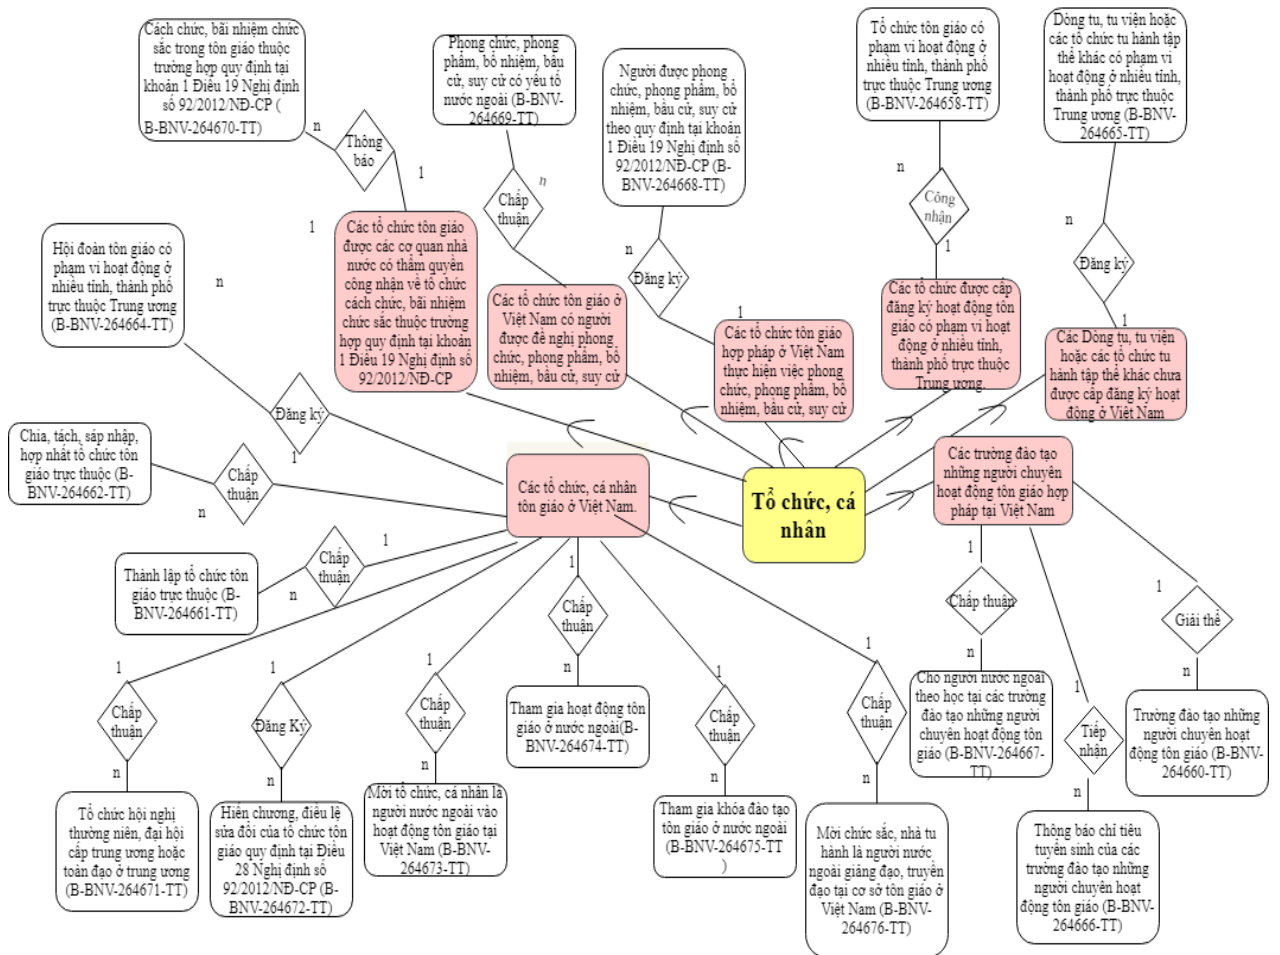 Cách chức, bãi nhiệm chức
sắc trong tôn giáo thuộc
trường hợp quy định tại
khoản 1 Điều 19 Nghị định
số 92/2012/NĐ-CP (
B-BNV-264670-TT)
n
Thông
báo
1
Phong chức, phong
phẩm, bổ nhiệm, bầu
cử, suy cử có yếu tố
nước ngoài (B-BNV-
264669-TT)
n
Chấp
thuận
Người được phong
chức, phong phẩm, bổ
nhiệm, bầu cử, suy cử
theo quy định tại khoản
1 Điều 19 Nghị định số
92/2012/NĐ-CP (B-
BNV-264668-TT)
n
Đăng ký
1
Tổ chức tôn giáo có
phạm vi hoạt động ở
nhiều tỉnh, thành phố
trực thuộc Trung ương
(B-BNV-264658-TT)
n
Công
nhận
1
Dòng tu, tu viện hoặc
các tổ chức tu hành tập
thể khác có phạm vi
hoạt động ở nhiều tỉnh,
thành phố trực thuộc
Trung ương (B-BNV-
264665-TT)
n
Đăng ký
1
Hội đoàn tôn giáo có
phạm vi hoạt động ở
nhiều tỉnh, thành phố
trực thuộc Trung ương
(B-BNV-264664-TT)
n
1
Các tổ chức tôn giáo
được các cơ quan nhà
nước có thẩm quyền
công nhận về tổ chức
cách chức, bãi nhiệm
chức sắc thuộc trường
hợp quy định tại khoản
1 Điều 19 Nghị định số
92/2012/NĐ-CP
Các tổ chức tôn giáo ở
Việt Nam có người
được đề nghị phong
chức, phong phẩm, bổ
nhiệm, bầu cử, suy cử
Các tổ chức tôn giáo
hợp pháp ở Việt Nam
thực hiện việc phong
chức, phong phẩm, bổ
nhiệm, bầu cử, suy cử
Các tổ chức được cấp
đăng ký hoạt động tôn
giáo có phạm vi hoạt
động ở nhiều tỉnh,
thành phố trực thuộc
Trung ương.
Các Dòng tu, tu viện
hoặc các tổ chức tu
hành tập thể khác chưa
được cấp đăng ký hoạt
động ở Việt Nam
Đăng ký
1
Chia, tách, sáp nhập,
hợp nhất tổ chức tôn
giáo trực thuộc (B-
BNV-264662-TT)
Chấp
thuận
n
Các tổ chức, cá nhân
tôn giáo ở Việt Nam.
Tổ chức, cá
nhân
Các trường đào tạo
những người chuyên
hoạt động tôn giáo hợp
pháp tại Việt Nam
Thành lập tổ chức tôn
giáo trực thuộc (B-
BNV-264661-TT)
n
Chấp
thuận
1
1
Chấp
thuận
n
Tổ chức hội nghị
thường niên, đại hội
cấp trung ương hoặc
toàn đạo ở trung ương
(B-BNV-264671-TT)
1
Đăng Ký
n
Hiến chương, điều lệ
sửa đổi của tổ chức tôn
giáo quy định tại Điều
28 Nghị định số
92/2012/NĐ-CP (B-
BNV-264672-TT)
1
Chấp
thuận
n
Mời tổ chức, cá nhân là
người nước ngoài vào
hoạt động tôn giáo tại
Việt Nam (B-BNV-
264673-TT)
1
Chấp
thuận
n
Tham gia hoạt động tôn
giáo ở nước ngoài(B-
BNV-264674-TT)
1
Chấp
thuận
n
Tham gia khóa đào tạo
tôn giáo ở nước ngoài
(B-BNV-264675-TT
)
1
Chấp
thuận
n
Mời chức sắc, nhà tu
hành là người nước
ngoài giảng đạo, truyền
đạo tại cơ sở tôn giáo ở
Việt Nam (B-BNV-
264676-TT)
1
Chấp thuận
n
Cho người nước ngoài
theo học tại các trường
đào tạo những người
chuyên hoạt động tôn
giáo (B-BNV-264667-
TT)
1
Tiếp
nhận
n
Thông báo chỉ tiêu
tuyển sinh của các
trường đào tạo những
người chuyên hoạt
động tôn giáo (B-BNV-
264666-TT)
1
Giải thể
n
Trường đào tạo những
người chuyên hoạt
động tôn giáo (B-BNV-
264660-TT)